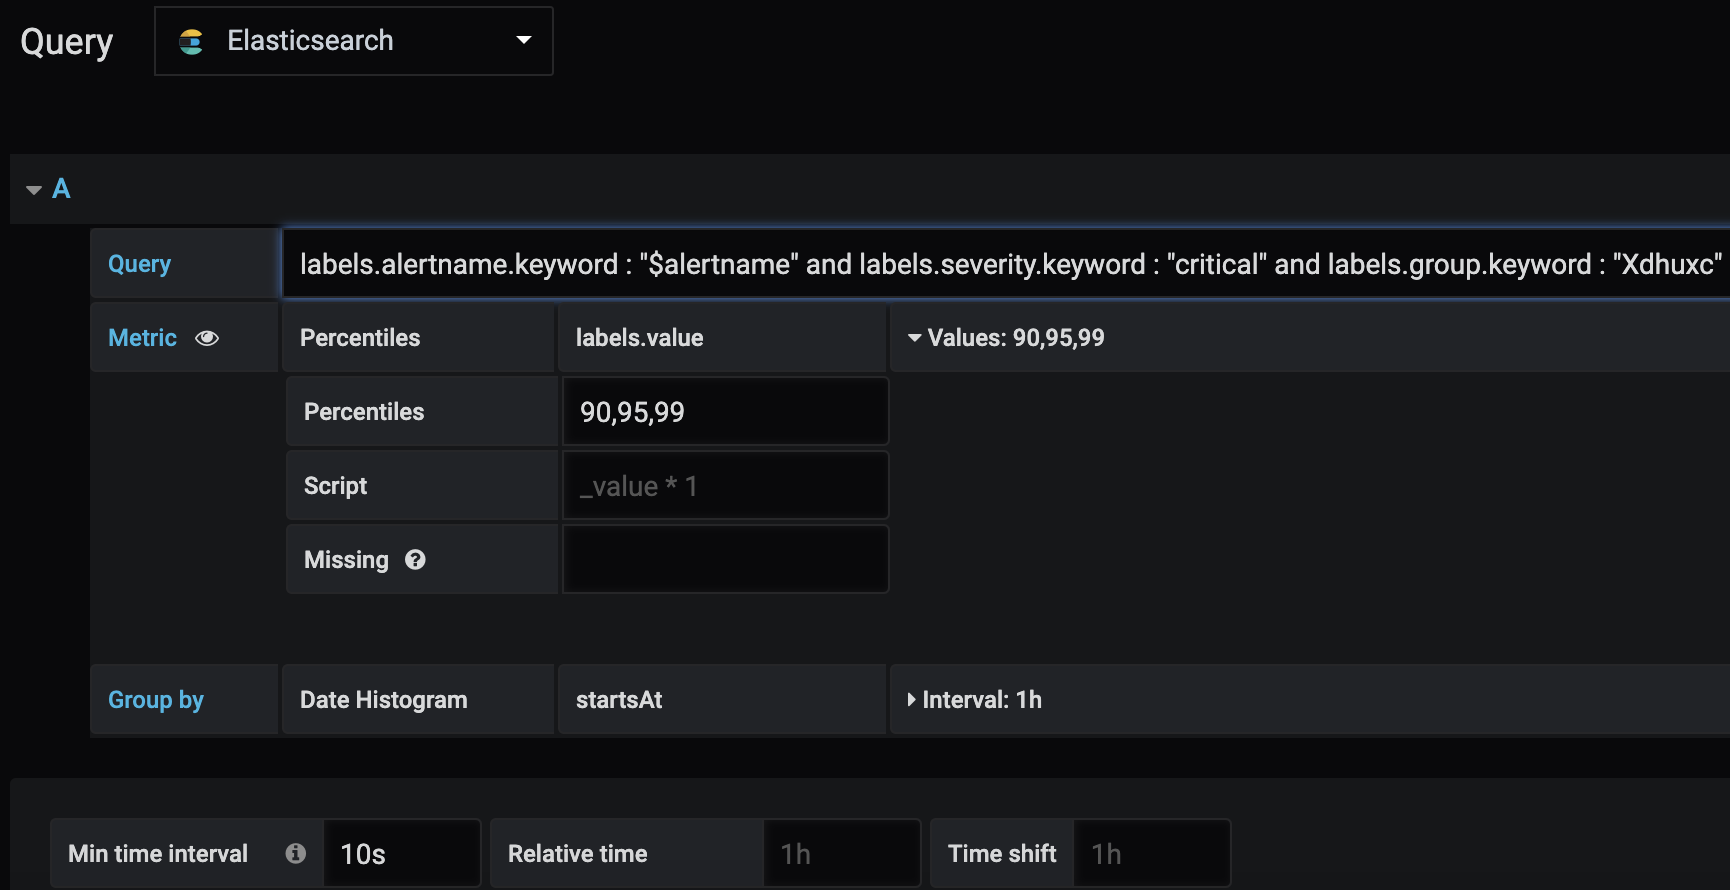 Query Elasticsearch
A
Query labels.alertname.keyword : "$alertname" and labels.severity.keyword : "critical" and labels.group.keyword : "Xdhuxc"
Metric Percentiles labels.value Values: 90,95,99
Percentiles 90,95,99
Script _value * 1
Missing
Group by Date Histogram startsAt Interval: 1h
Min time interval 10s Relative time 1h Time shift 1h